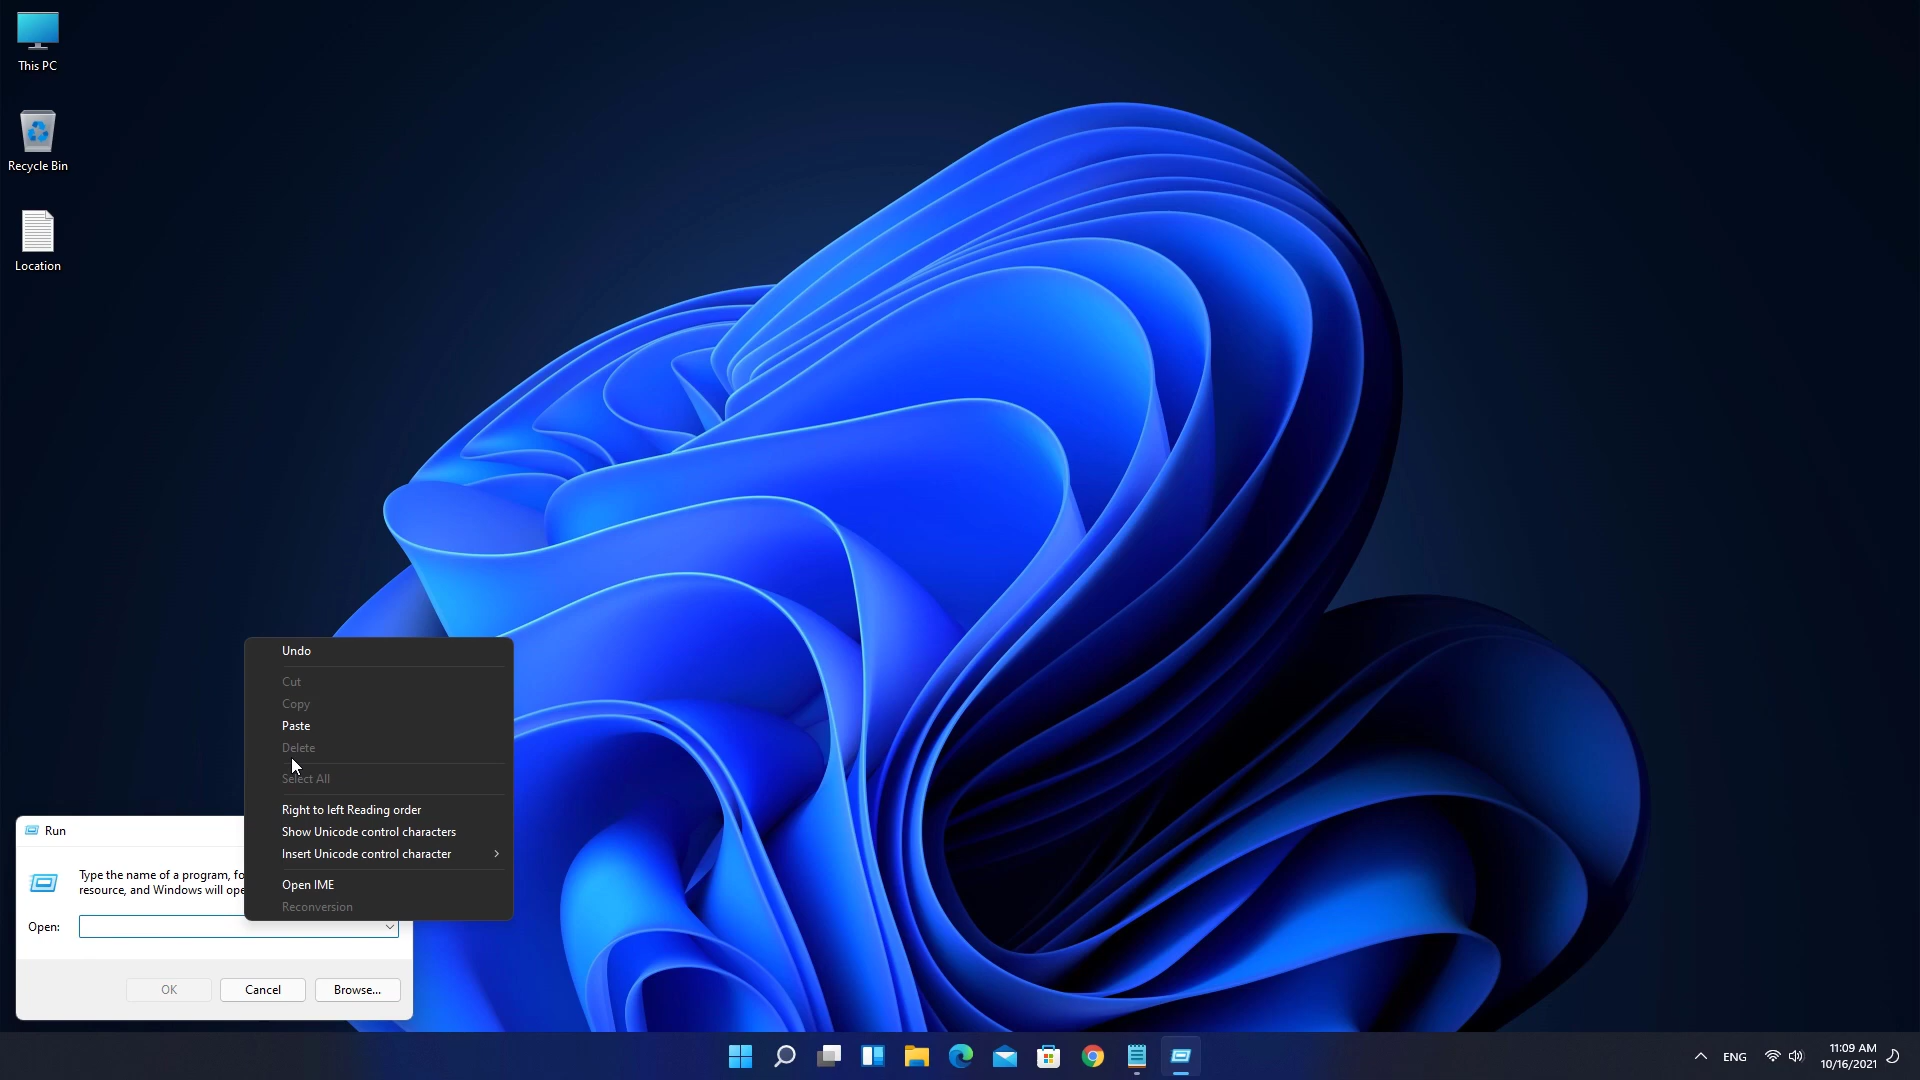 This PC
Recycle Bin
Location
Undo
Cut
Copy
Paste
Delete
Select All
Right to left Reading order
Show Unicode control characters
Insert Unicode control character
Open IME
Reconversion
Run
Type the name of a program, fo
resource, and Windows will ope
Open:
OK
Cancel
Browse...
ENG
11:09 AM
10/16/2021